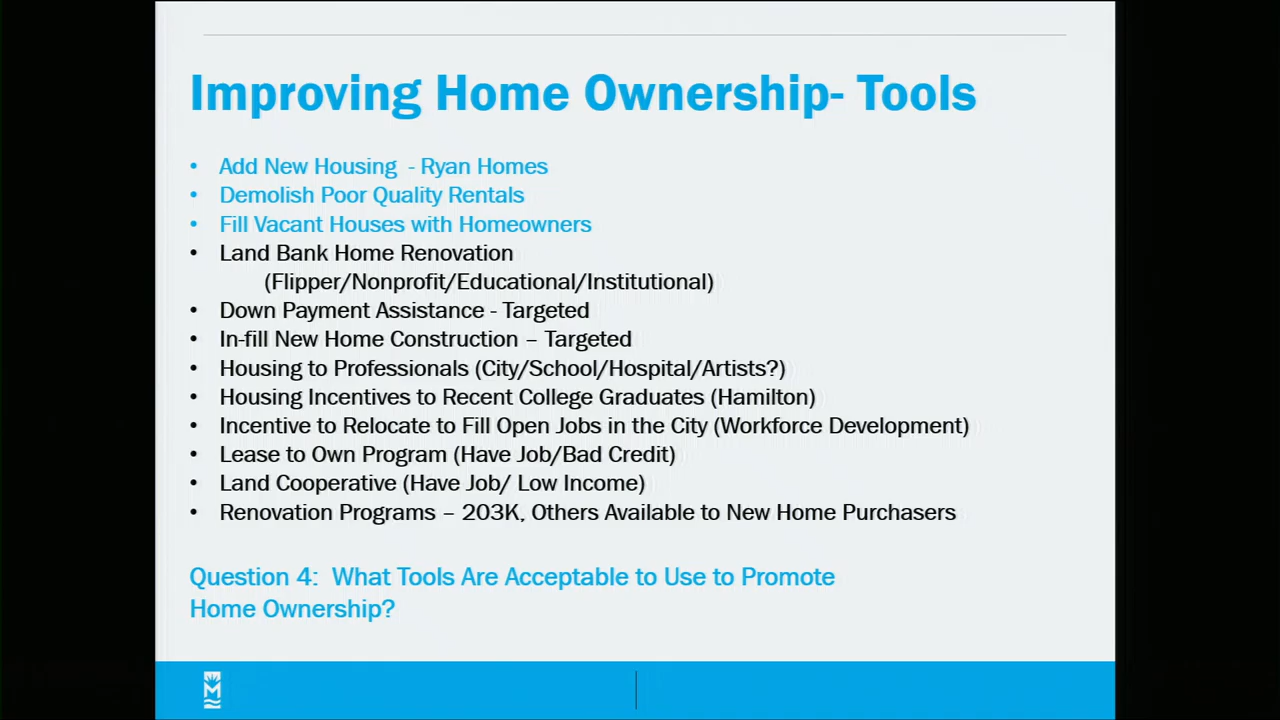 Improving Home Ownership- Tools
• Add New Housing - Ryan Homes
• Demolish Poor Quality Rentals
• Fill Vacant Houses with Homeowners
• Land Bank Home Renovation
(Flipper/Nonprofit/Educational/Institutional)
• Down Payment Assistance - Targeted
• In-fill New Home Construction – Targeted
• Housing to Professionals (City/School/Hospital/Artists?)
• Housing Incentives to Recent College Graduates (Hamilton)
• Incentive to Relocate to Fill Open Jobs in the City (Workforce Development)
• Lease to Own Program (Have Job/Bad Credit)
• Land Cooperative (Have Job/ Low Income)
• Renovation Programs – 203K, Others Available to New Home Purchasers
Question 4: What Tools Are Acceptable to Use to Promote
Home Ownership?
M